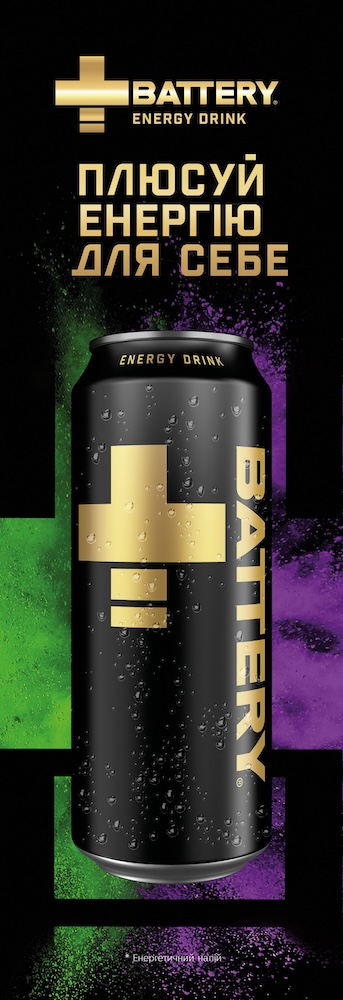 BATTERY®
ENERGY DRINK
ПЛЮСУЙ
ЕНЕРГІЮ
ДЛЯ СЕБЕ
ENERGY DRINK
BATTERY®
* Енергетичний напій